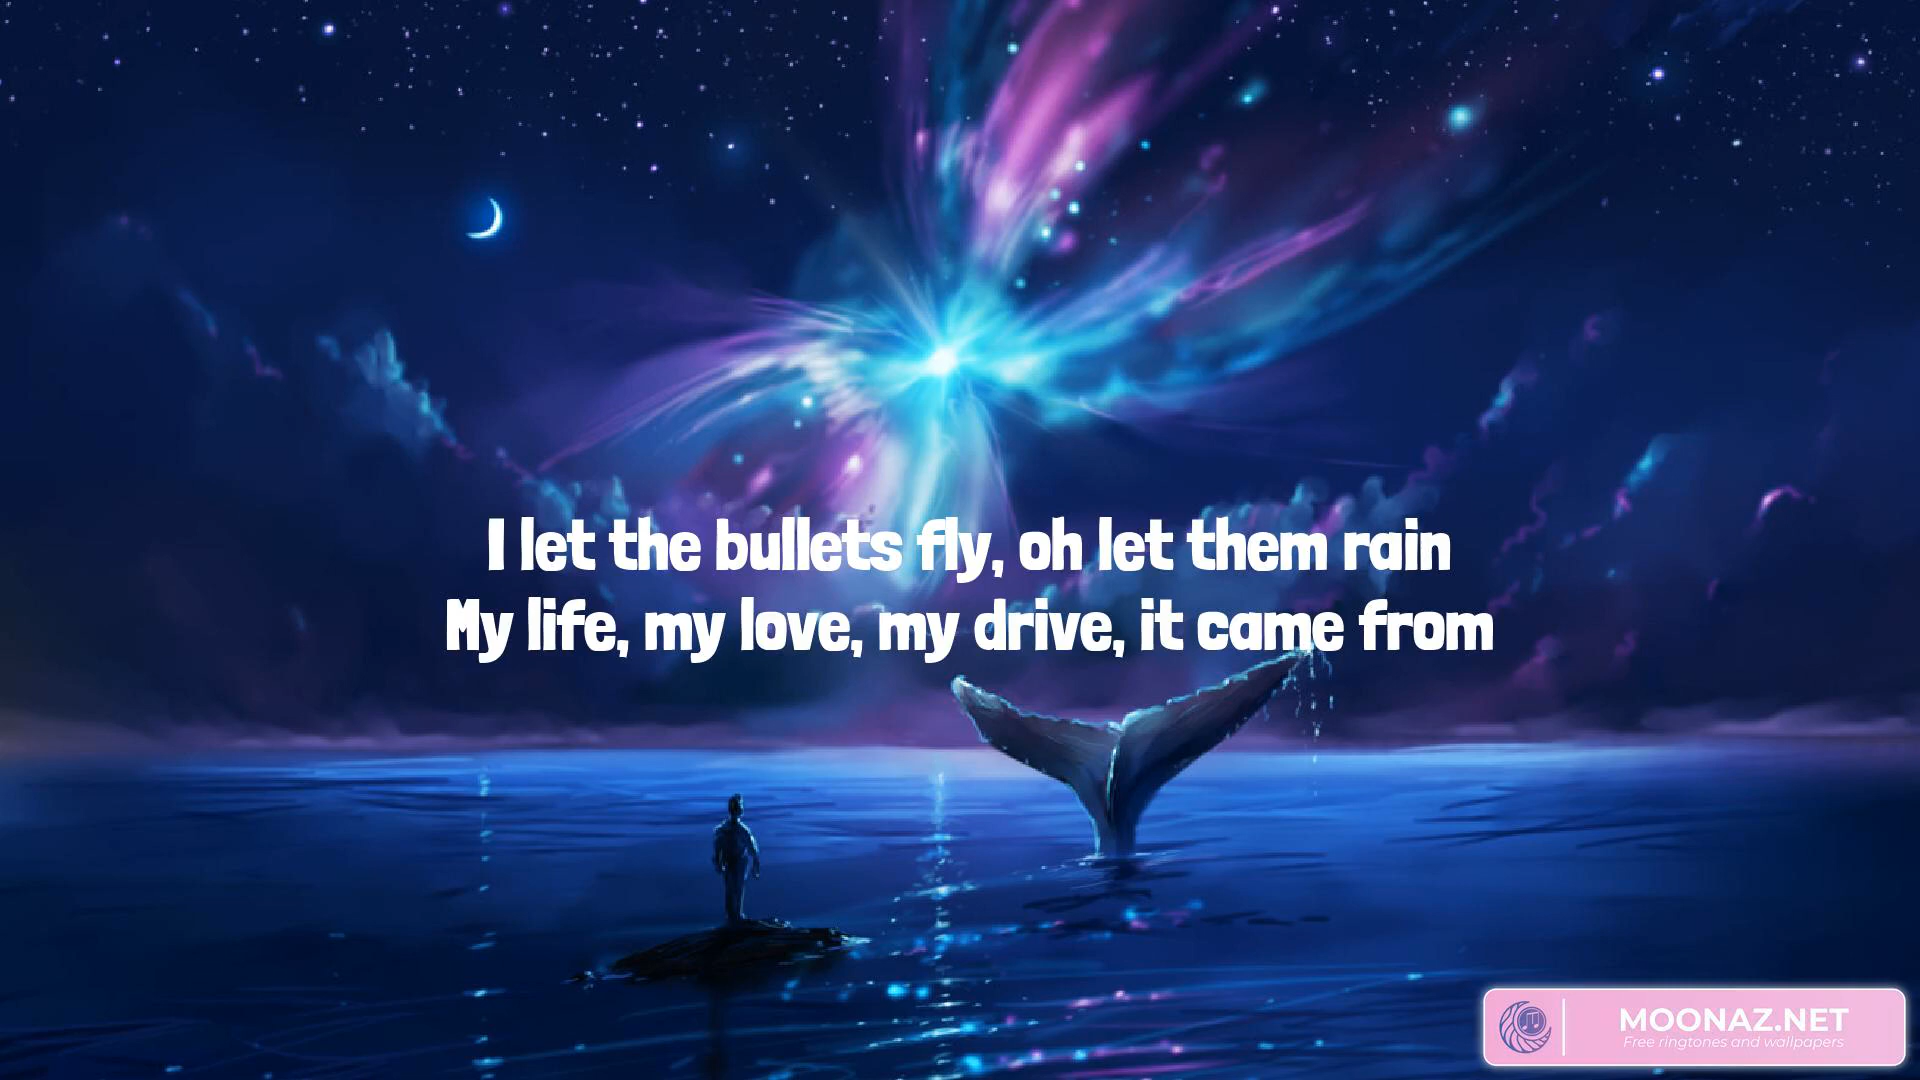 I let the bullets fly, oh let them rain
My life, my love, my drive, it came from
MOONAZ.NET
Free ringtones and wallpapers